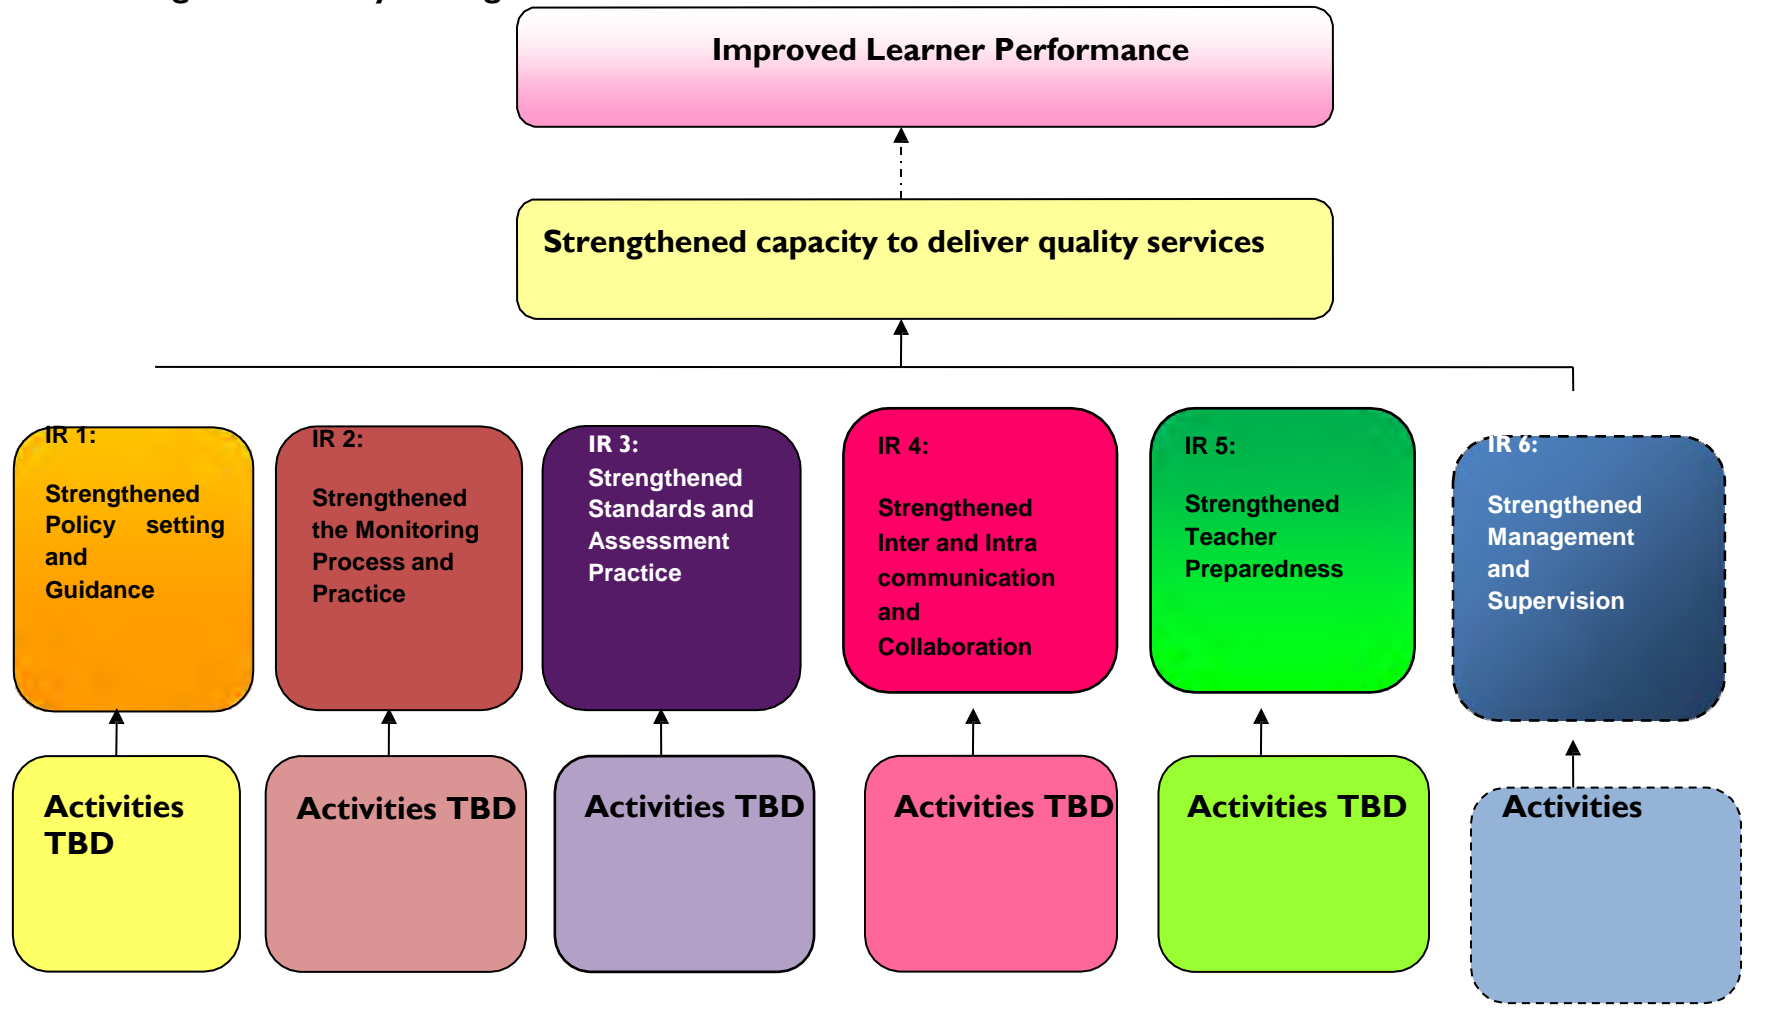 Improved Learner Performance
Strengthened capacity to deliver quality services
IR 1:
Strengthened
Policy setting
and
Guidance
IR 2:
Strengthened
the Monitoring
Process and
Practice
IR 3:
Strengthened
Standards and
Assessment
Practice
IR 4:
Strengthened
Inter and Intra
communication
and
Collaboration
IR 5:
Strengthened
Teacher
Preparedness
IR 6:
Strengthened
Management
and
Supervision
Activities
TBD
Activities TBD
Activities TBD
Activities TBD
Activities TBD
Activities